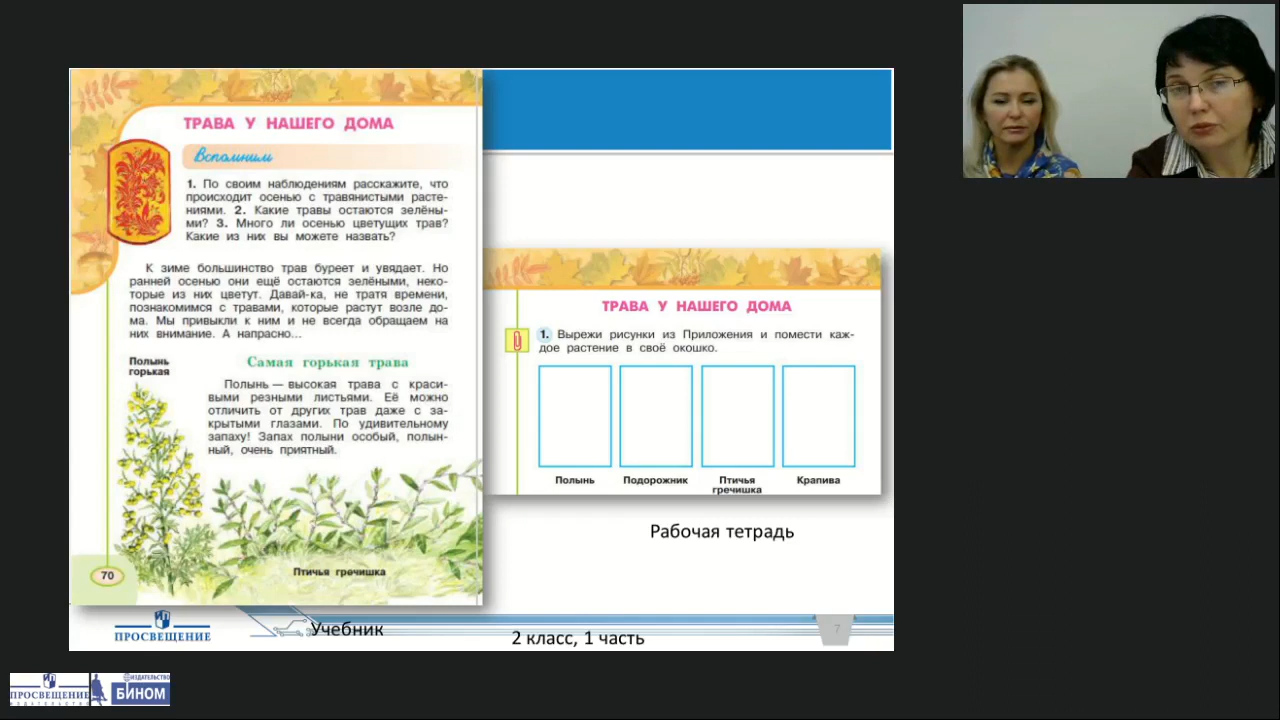 ТРАВА У НАШЕГО ДОМА
Вспомним
1. По своим наблюдениям расскажите, что
происходит осенью с травянистыми расте-
ниями. 2. Какие травы остаются зелёны-
ми? 3. Много ли осенью цветущих трав?
Какие из них вы можете назвать?
К зиме большинство трав буреет и увядает. Но
ранней осенью они ещё остаются зелёными, неко-
торые из них цветут. Давай-ка, не тратя времени,
познакомимся с травами, которые растут возле до-
ма. Мы привыкли к ним и не всегда обращаем на
них внимание. А напрасно...
Полынь
горькая
Самая горькая трава
Полынь — высокая трава с краси-
выми резными листьями. Её можно
отличить от других трав даже с за-
крытыми глазами. По удивительному
запаху! Запах полыни особый, полын-
ный, очень приятный.
Птичья гречишка
70
ТРАВА У НАШЕГО ДОМА
1. Вырежи рисунки из Приложения и помести каж-
дое растение в своё окошко.
Полынь Подорожник Птичья гречишка Крапива
Рабочая тетрадь
ПРОСВЕЩЕНИЕ
Учебник
2 класс, 1 часть
7
ПРОСВЕЩЕНИЕ
ИЗДАТЕЛЬСТВО
ИЗДАТЕЛЬСТВО
БИНОМ